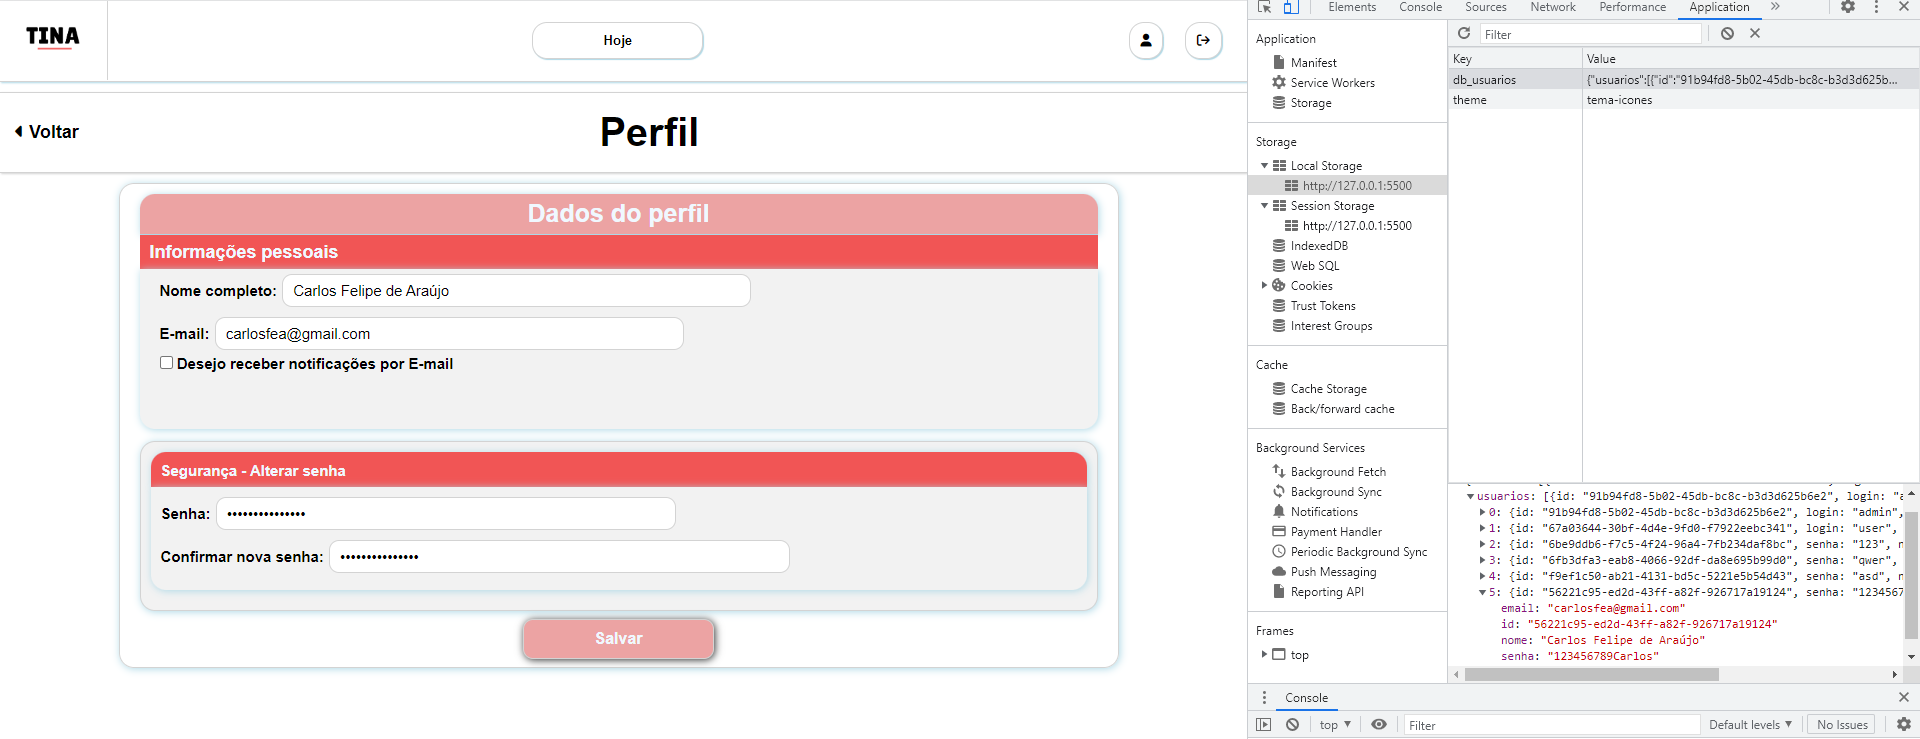 TINA
Hoje
Voltar
Perfil
Dados do perfil
Informações pessoais
Nome completo: Carlos Felipe de Araújo
E-mail: carlosfea@gmail.com
Desejo receber notificações por E-mail
Segurança - Alterar senha
Senha: •••••••••••••••
Confirmar nova senha: •••••••••••••••
Salvar
Elements Console Sources Network Performance Application
Application
Manifest
Service Workers
Storage
Storage
Local Storage
http://127.0.0.1:5500
Session Storage
http://127.0.0.1:5500
IndexedDB
Web SQL
Cookies
Trust Tokens
Interest Groups
Cache
Cache Storage
Back/forward cache
Background Services
Background Fetch
Background Sync
Notifications
Payment Handler
Periodic Background Sync
Push Messaging
Reporting API
Frames
top
Filter
Key Value
db_usuarios {"usuarios":[{"id":"91b94fd8-5b02-45db-bc8c-b3d3d625b...
theme tema-icones
usuarios: [{id: "91b94fd8-5b02-45db-bc8c-b3d3d625b6e2", login: "a
0: {id: "91b94fd8-5b02-45db-bc8c-b3d3d625b6e2", login: "admin",
1: {id: "67a03644-30bf-4d4e-9fd0-f7922eebc341", login: "user",
2: {id: "6be9ddb6-f7c5-4f24-96a4-7fb234daf8bc", senha: "123", n
3: {id: "6fb3dfa3-eab8-4066-92df-da8e695b99d0", senha: "qwer",
4: {id: "f9ef1c50-ab21-4131-bd5c-5221e5b54d43", senha: "asd", n
5: {id: "56221c95-ed2d-43ff-a82f-926717a19124", senha: "1234567
email: "carlosfea@gmail.com"
id: "56221c95-ed2d-43ff-a82f-926717a19124"
nome: "Carlos Felipe de Araújo"
senha: "123456789Carlos"
Console
top Filter Default levels No Issues